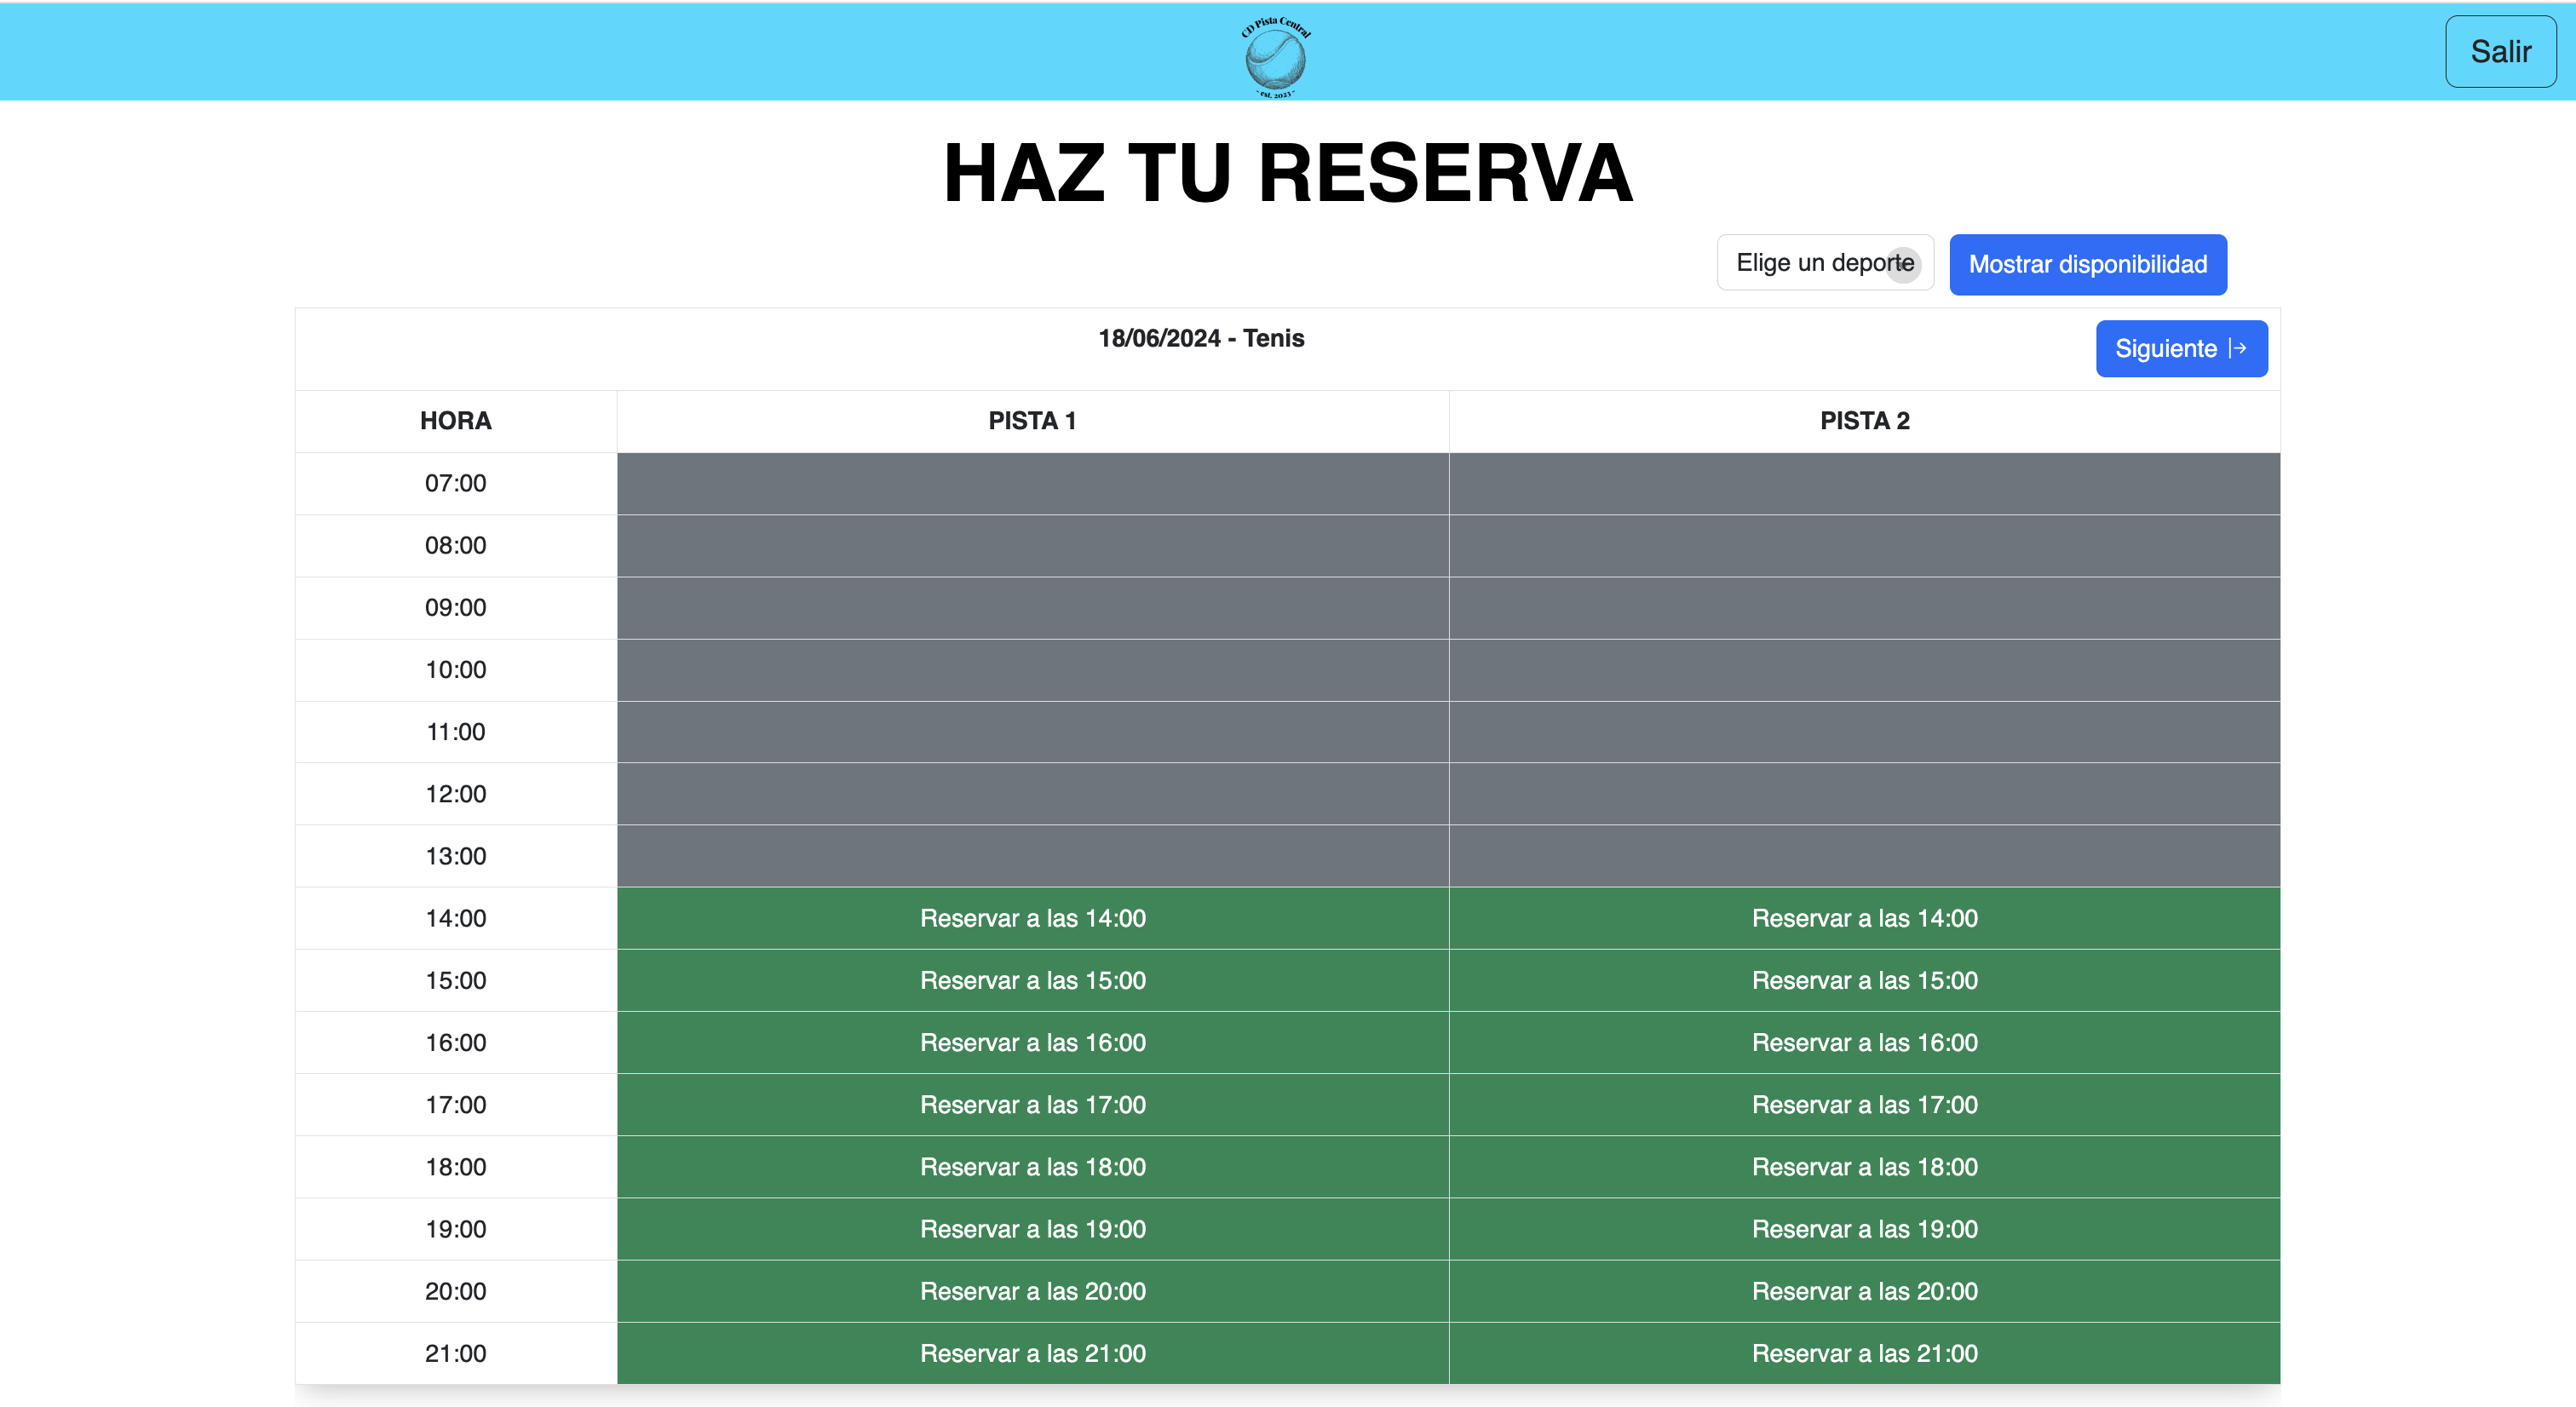 CD Pista Central
- est. 2023 -
Salir
HAZ TU RESERVA
Elige un deporte
Mostrar disponibilidad
18/06/2024 - Tenis
Siguiente
HORA PISTA 1 PISTA 2
07:00
08:00
09:00
10:00
11:00
12:00
13:00
14:00 Reservar a las 14:00 Reservar a las 14:00
15:00 Reservar a las 15:00 Reservar a las 15:00
16:00 Reservar a las 16:00 Reservar a las 16:00
17:00 Reservar a las 17:00 Reservar a las 17:00
18:00 Reservar a las 18:00 Reservar a las 18:00
19:00 Reservar a las 19:00 Reservar a las 19:00
20:00 Reservar a las 20:00 Reservar a las 20:00
21:00 Reservar a las 21:00 Reservar a las 21:00